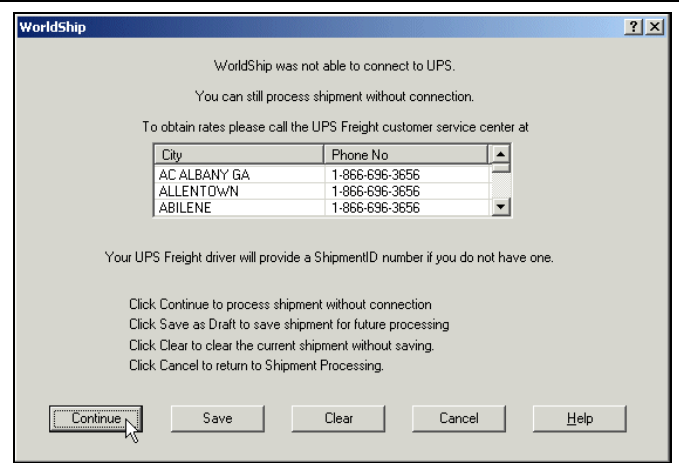 WorldShip
WorldShip was not able to connect to UPS.
You can still process shipment without connection.
To obtain rates please call the UPS Freight customer service center at
City Phone No
AC ALBANY GA 1-866-696-3656
ALLENTOWN 1-866-696-3656
ABILENE 1-866-696-3656
Your UPS Freight driver will provide a ShipmentID number if you do not have one.
Click Continue to process shipment without connection
Click Save as Draft to save shipment for future processing
Click Clear to clear the current shipment without saving.
Click Cancel to return to Shipment Processing.
Continue Save Clear Cancel Help